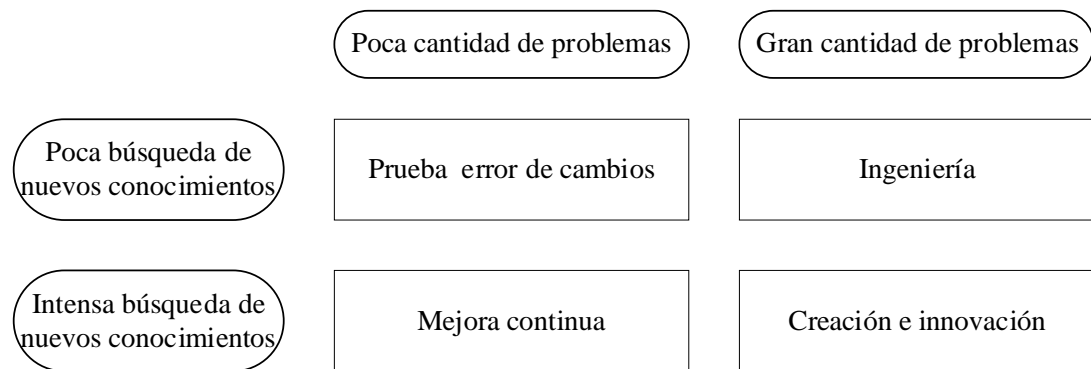 Poca cantidad de problemas
Gran cantidad de problemas
Poca búsqueda de
nuevos conocimientos
Prueba  error de cambios
Ingeniería
Intensa búsqueda de
nuevos conocimientos
Mejora continua
Creación e innovación